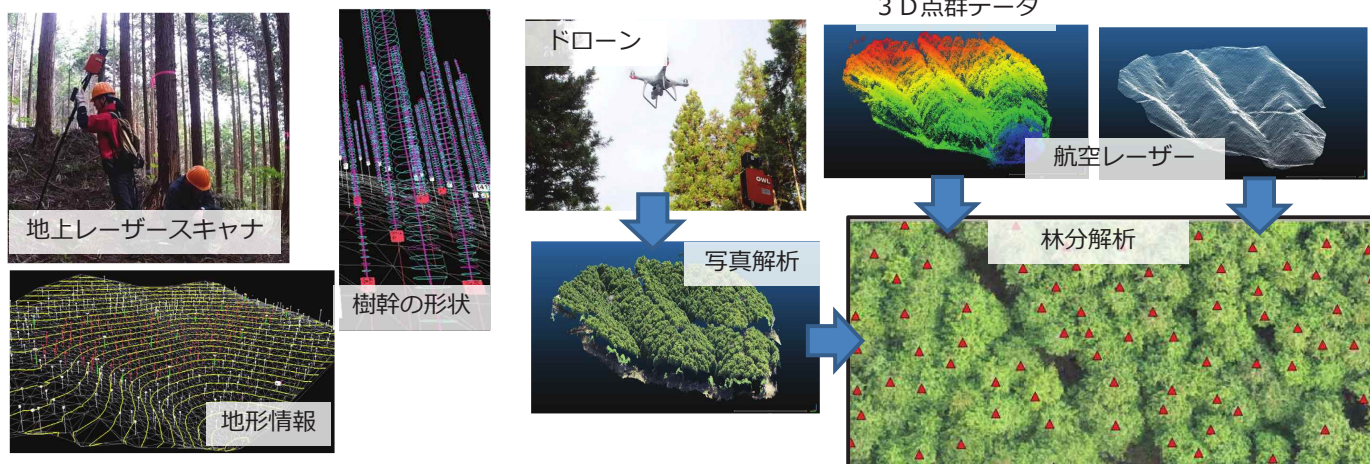 地上レーザースキャナ
樹幹の形状
地形情報
ドローン
OWL
写真解析
3D点群データ
航空レーザー
林分解析